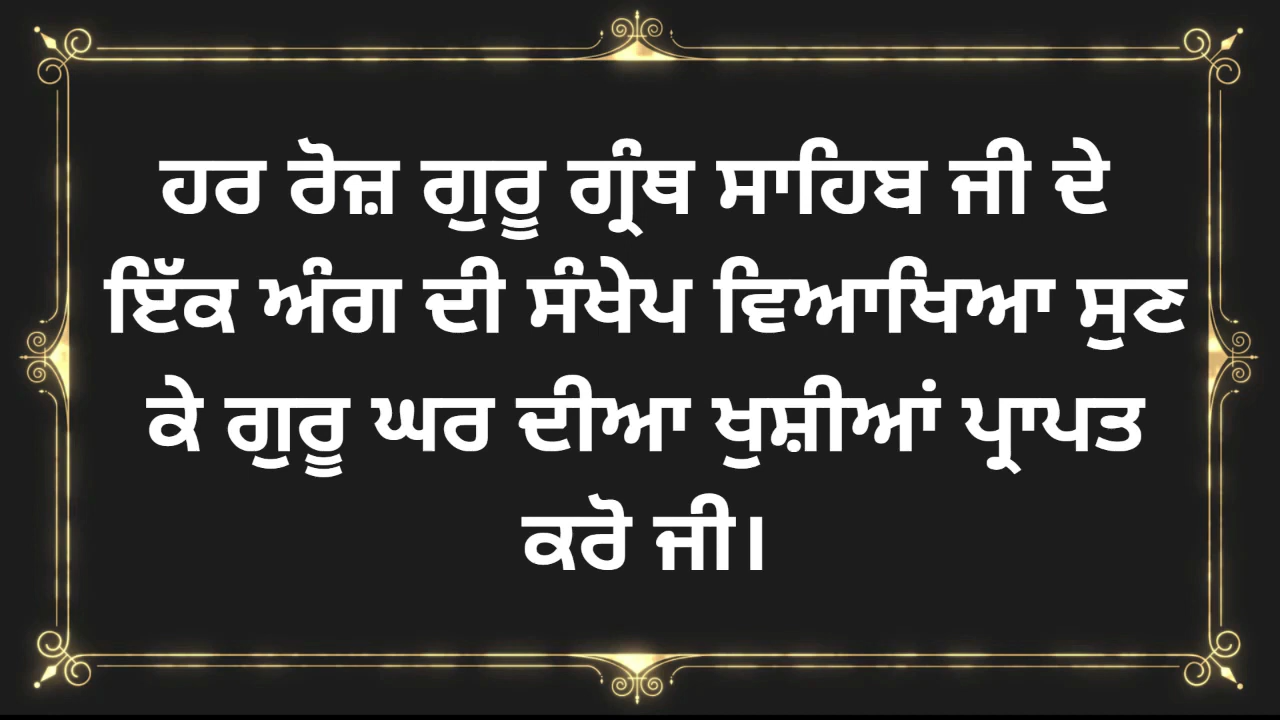 ਹਰ ਰੋਜ਼ ਗੁਰੂ ਗ੍ਰੰਥ ਸਾਹਿਬ ਜੀ ਦੇ
ਇੱਕ ਅੰਗ ਦੀ ਸੰਖੇਪ ਵਿਆਖਿਆ ਸੁਣ
ਕੇ ਗੁਰੂ ਘਰ ਦੀਆ ਖੁਸ਼ੀਆਂ ਪ੍ਰਾਪਤ
ਕਰੋ ਜੀ।